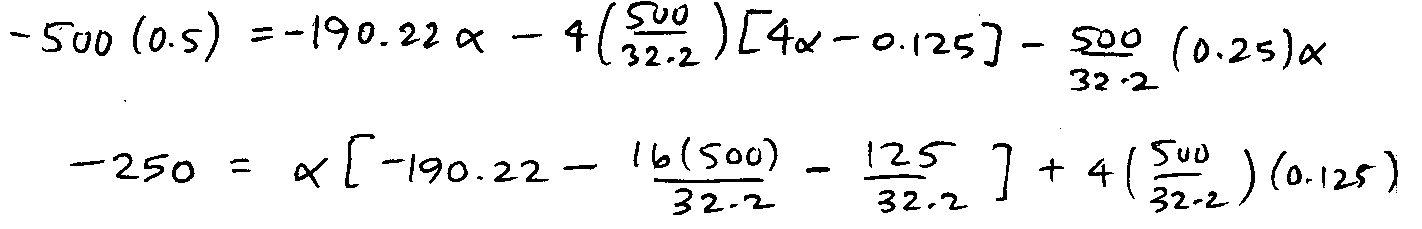 -500 (0.5) = -190.22 α - 4(500/32.2)[4α - 0.125] - 500/32.2 (0.25)α
-250 = α[-190.22 - 16(500)/32.2 - 125/32.2] + 4(500/32.2)(0.125)